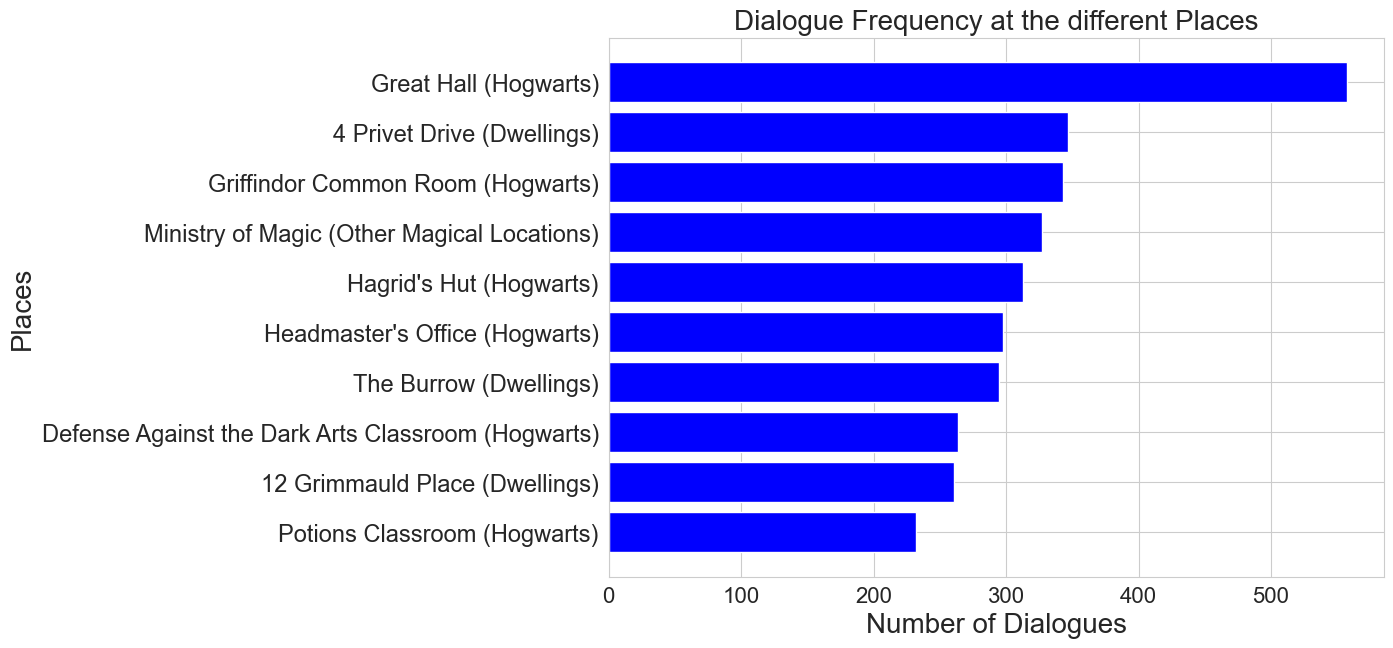 Dialogue Frequency at the different Places
Great Hall (Hogwarts)
4 Privet Drive (Dwellings)
Griffindor Common Room (Hogwarts)
Ministry of Magic (Other Magical Locations)
Hagrid's Hut (Hogwarts)
Headmaster's Office (Hogwarts)
The Burrow (Dwellings)
Defense Against the Dark Arts Classroom (Hogwarts)
12 Grimmauld Place (Dwellings)
Potions Classroom (Hogwarts)
Places
0 100 200 300 400 500
Number of Dialogues